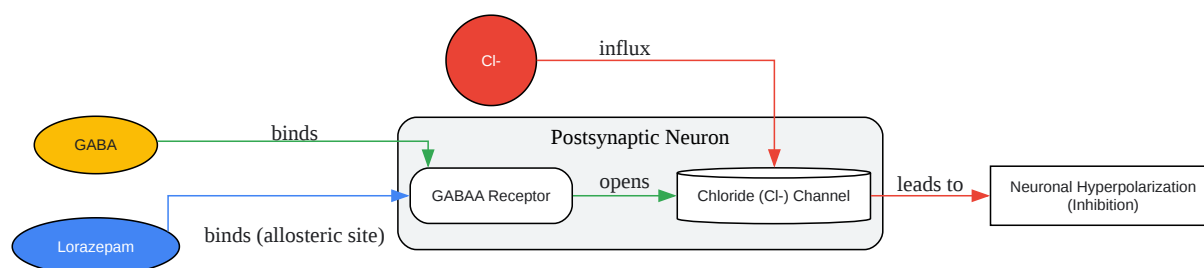 Cl-
influx
GABA
binds
Postsynaptic Neuron
GABAA Receptor
opens
Chloride (Cl-) Channel
leads to
Neuronal Hyperpolarization
(Inhibition)
Lorazepam
binds (allosteric site)